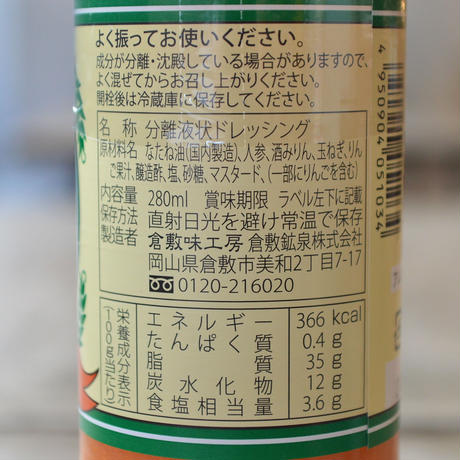 よく振ってお使いください。
成分が分離・沈殿している場合がありますので、
よく混ぜてからお召し上がりください。
開栓後は冷蔵庫に保存してください。
名 称 分離液状ドレッシング
原材料名 なたね油(国内製造)、人参、酒みりん、玉ねぎ、りん
ご果汁、醸造酢、塩、砂糖、マスタード、(一部にりんごを含む)
内容量 280ml 賞味期限 ラベル左下に記載
保存方法 直射日光を避け常温で保存
製造者 倉敷味工房 倉敷鉱泉株式会社
岡山県倉敷市美和2丁目7-17
0120-216020
栄養成分表示
(100g当たり)
エネルギー 366 kcal
たんぱく質 0.4 g
脂質 35 g
炭水化物 12 g
食塩相当量 3.6 g
4 950904 051034